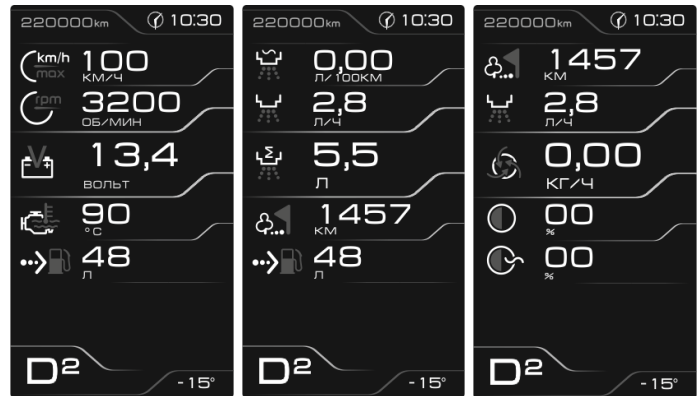 220000km 10:30
km/h
max
100
КМ/Ч
rpm
3200
ОБ/МИН
V
13,4
ВОЛЬТ
90
°C
48
Л
D2
-15°
220000km 10:30
0,00
Л/100КМ
2,8
Л/Ч
Σ
5,5
Л
1457
КМ
48
Л
D2
-15°
220000km 10:30
1457
КМ
2,8
Л/Ч
0,00
КГ/Ч
00
%
00
%
D2
-15°